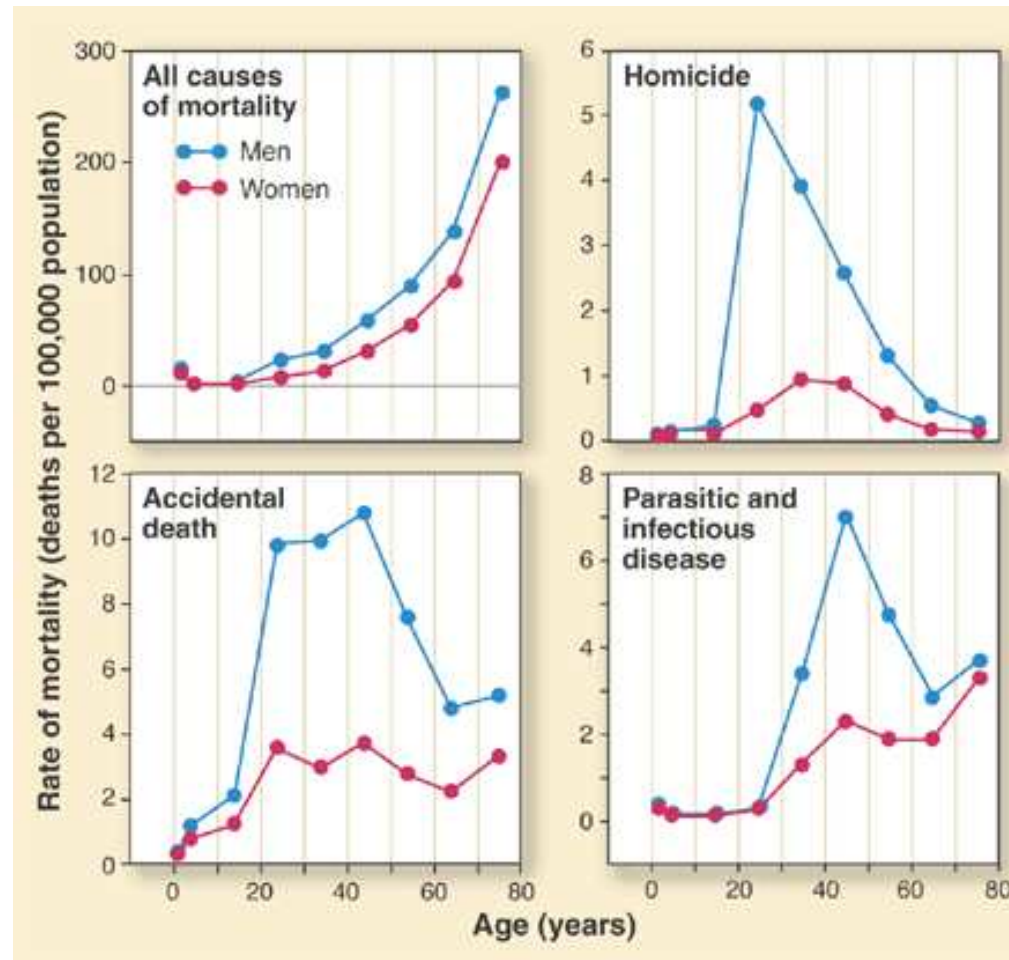 Rate of mortality (deaths per 100,000 population)
All causes
of mortality
Men
Women
300
200
100
0
Homicide
6
5
4
3
2
1
0
Accidental
death
12
10
8
6
4
2
0
0 20 40 60 80
Parasitic and
infectious
disease
8
6
4
2
0
0 20 40 60 80
Age (years)